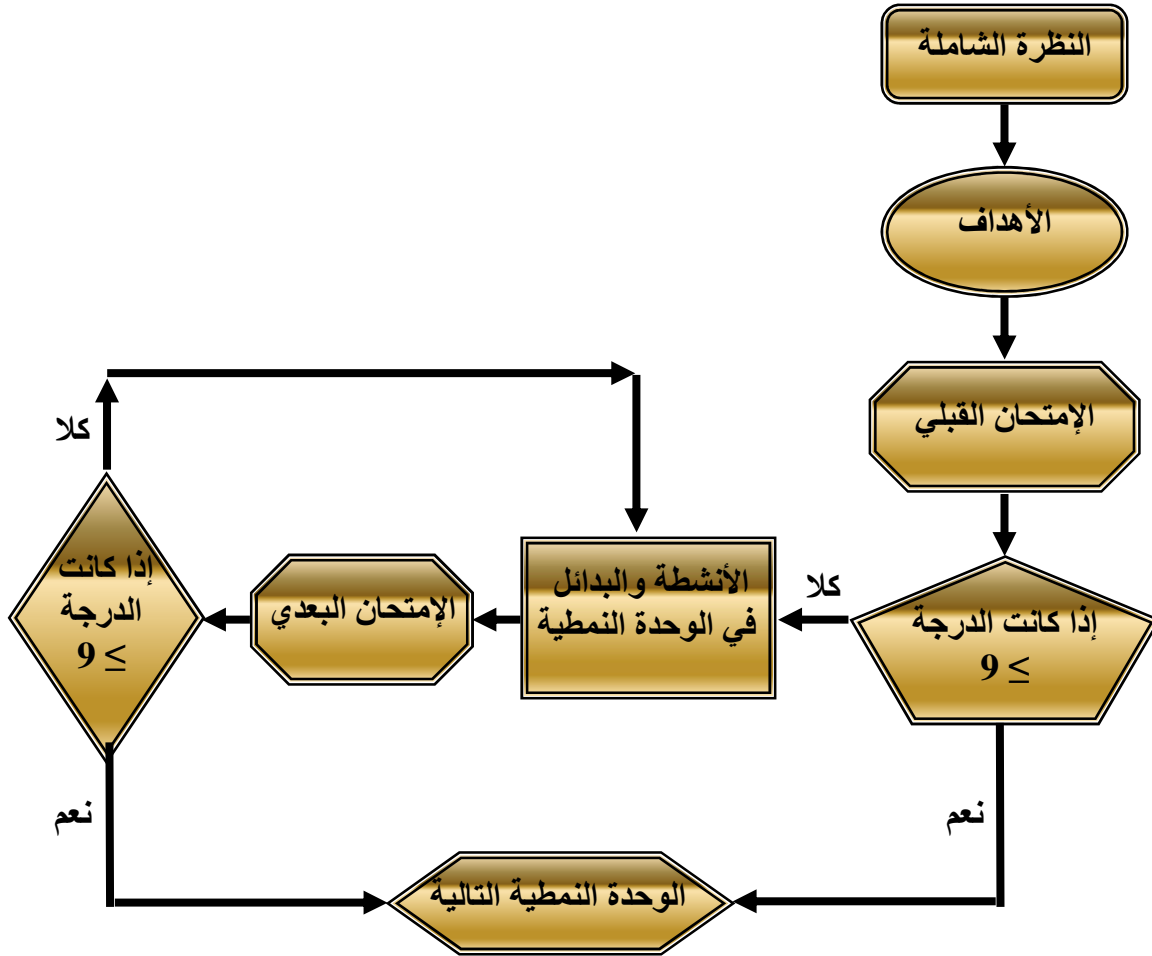 النظرة الشاملة
الأهداف
الإمتحان القبلي
إذا كانت الدرجة
9 ≥
كلا
نعم
الأنشطة والبدائل
في الوحدة النمطية
الإمتحان البعدي
إذا كانت
الدرجة
9 ≥
كلا
نعم
الوحدة النمطية التالية